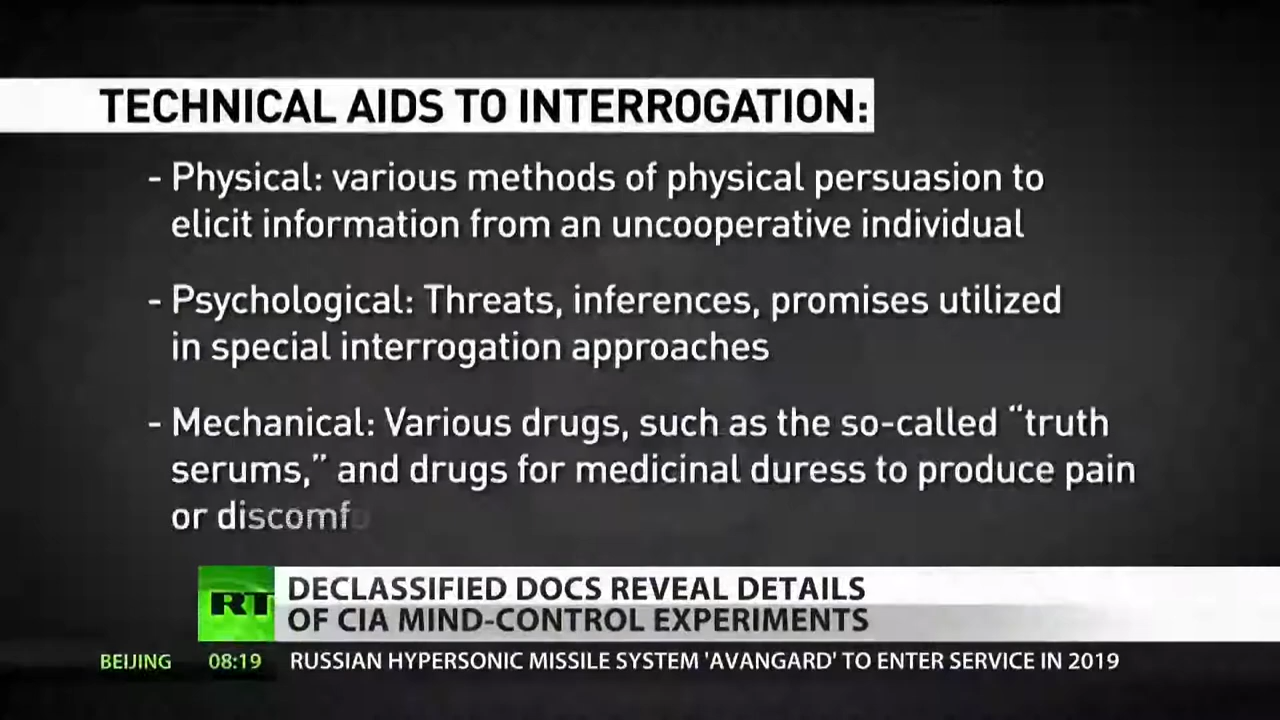 TECHNICAL AIDS TO INTERROGATION:
- Physical: various methods of physical persuasion to
elicit information from an uncooperative individual
- Psychological: Threats, inferences, promises utilized
in special interrogation approaches
- Mechanical: Various drugs, such as the so-called “truth
serums,” and drugs for medicinal duress to produce pain
or discomfo
RT DECLASSIFIED DOCS REVEAL DETAILS
OF CIA MIND-CONTROL EXPERIMENTS
BEIJING 08:19 RUSSIAN HYPERSONIC MISSILE SYSTEM 'AVANGARD' TO ENTER SERVICE IN 2019